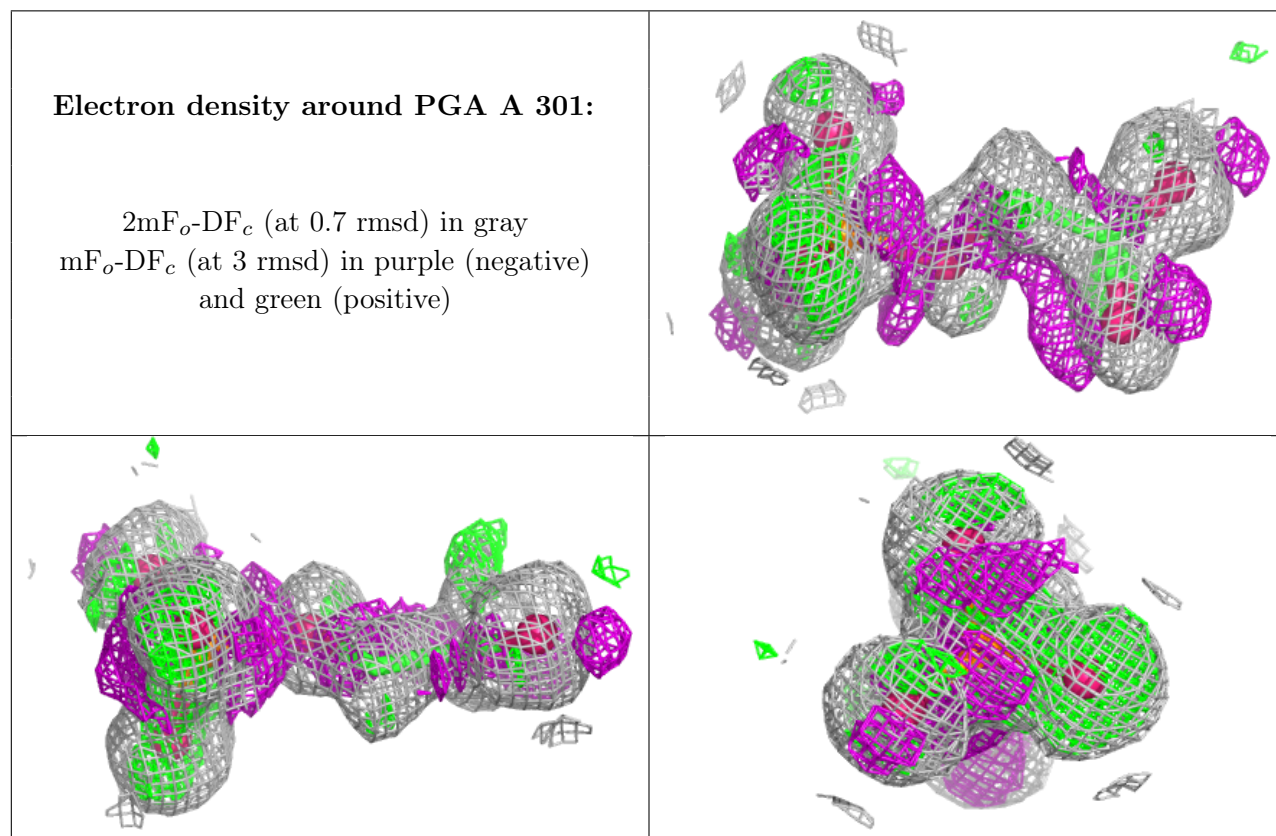 Electron density around PGA A 301:
2mFo-DFc (at 0.7 rmsd) in gray
mFo-DFc (at 3 rmsd) in purple (negative)
and green (positive)